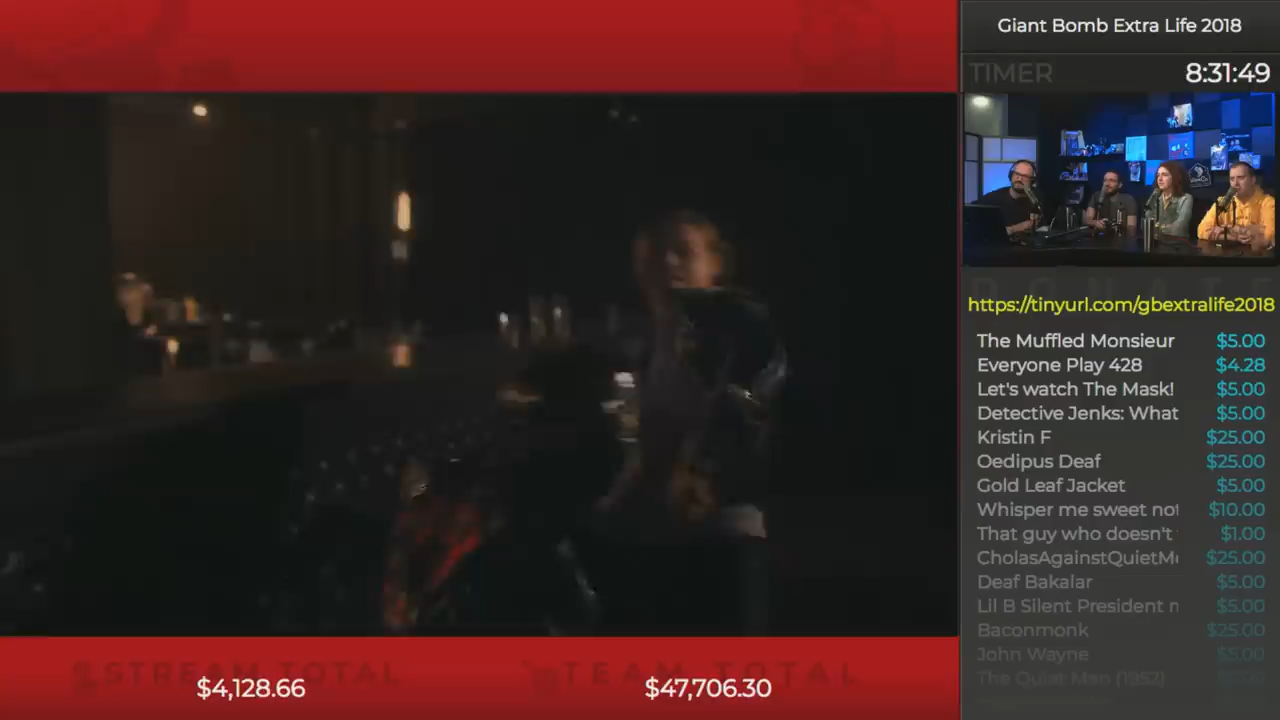 Giant Bomb Extra Life 2018
TIMER 8:31:49
DONATE
https://tinyurl.com/gbextralife2018
The Muffled Monsieur $5.00
Everyone Play 428 $4.28
Let's watch The Mask! $5.00
Detective Jenks: What $5.00
Kristin F $25.00
Oedipus Deaf $25.00
Gold Leaf Jacket $5.00
Whisper me sweet not $10.00
That guy who doesn't $1.00
CholasAgainstQuietM $25.00
Deaf Bakalar $5.00
Lil B Silent President $5.00
Baconmonk $25.00
John Wayne $5.00
The Quiet Man (1952)
STREAM TOTAL
$4,128.66
TEAM TOTAL
$47,706.30